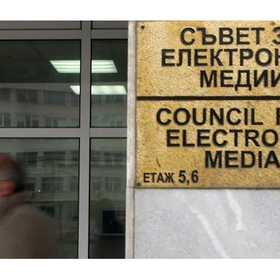 СЪВЕТ З
ЕЛЕКТРОН
МЕДИИ
COUNCIL F
ELECTRO
MEDIA
ЕТАЖ 5,6